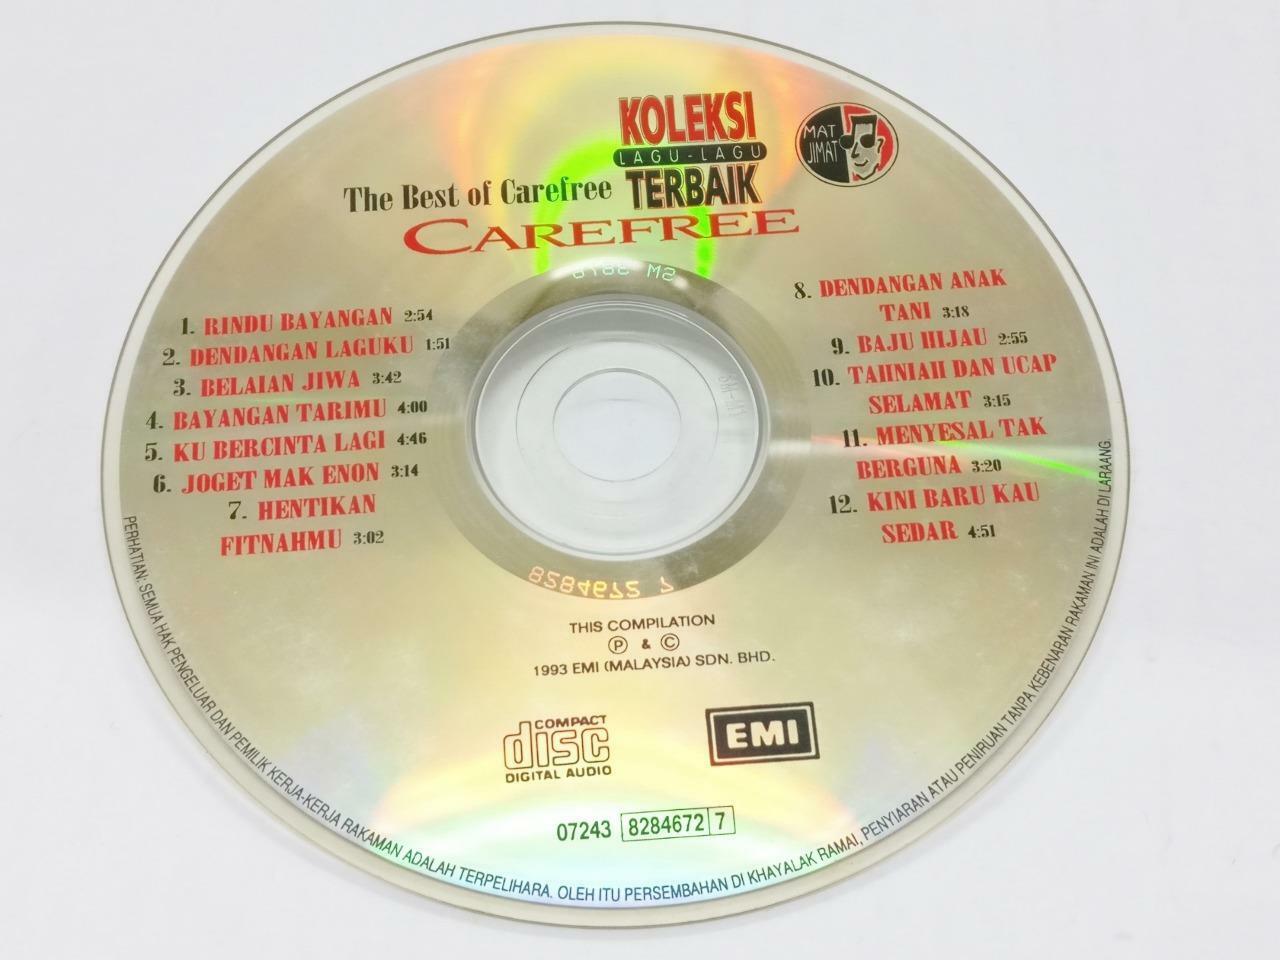 KOLEKSI
LAGU-LAGU
TERBAIK
MAT
JIMAT
The Best of Carefree
CAREFREE
1. RINDU BAYANGAN 2:54
2. DENDANGAN LAGUKU 1:51
3. BELAIAN JIWA 3:42
4. BAYANGAN TARIMU 4:00
5. KU BERCINTA LAGI 4:46
6. JOGET MAK ENON 3:14
7. HENTIKAN
FITNAHMU 3:02
8. DENDANGAN ANAK
TANI 3:18
9. BAJU HIJAU 2:55
10. TAHNIAH DAN UCAP
SELAMAT 3:15
11. MENYESAL TAK
BERGUNA 3:20
12. KINI BARU KAU
SEDAR 4:51
8284672 7
THIS COMPILATION
Ⓟ & ©
1993 EMI (MALAYSIA) SDN. BHD.
COMPACT
disc
DIGITAL AUDIO
EMI
07243 8284672 7
PERHATIAN: SEMUA HAK PENGELUAR DAN PEMILIK KERJA-KERJA RAKAMAN ADALAH TERPELIHARA. OLEH ITU PERSEMBAHAN DI KHAYALAK RAMAI, PENYIARAN ATAU PENIRUAN TANPA KEBENARAN RAKAMAN INI ADALAH DI LARAANG.